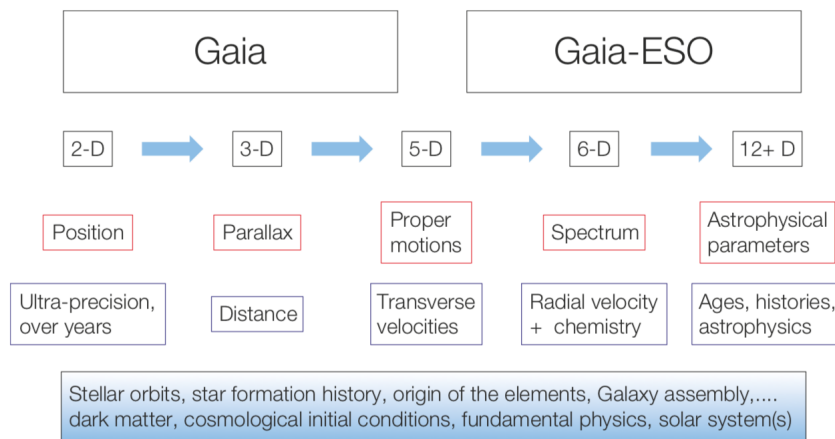 Gaia
Gaia-ESO
2-D
3-D
5-D
6-D
12+ D
Position
Parallax
Proper
motions
Spectrum
Astrophysical
parameters
Ultra-precision,
over years
Distance
Transverse
velocities
Radial velocity
+ chemistry
Ages, histories,
astrophysics
Stellar orbits, star formation history, origin of the elements, Galaxy assembly,....
dark matter, cosmological initial conditions, fundamental physics, solar system(s)